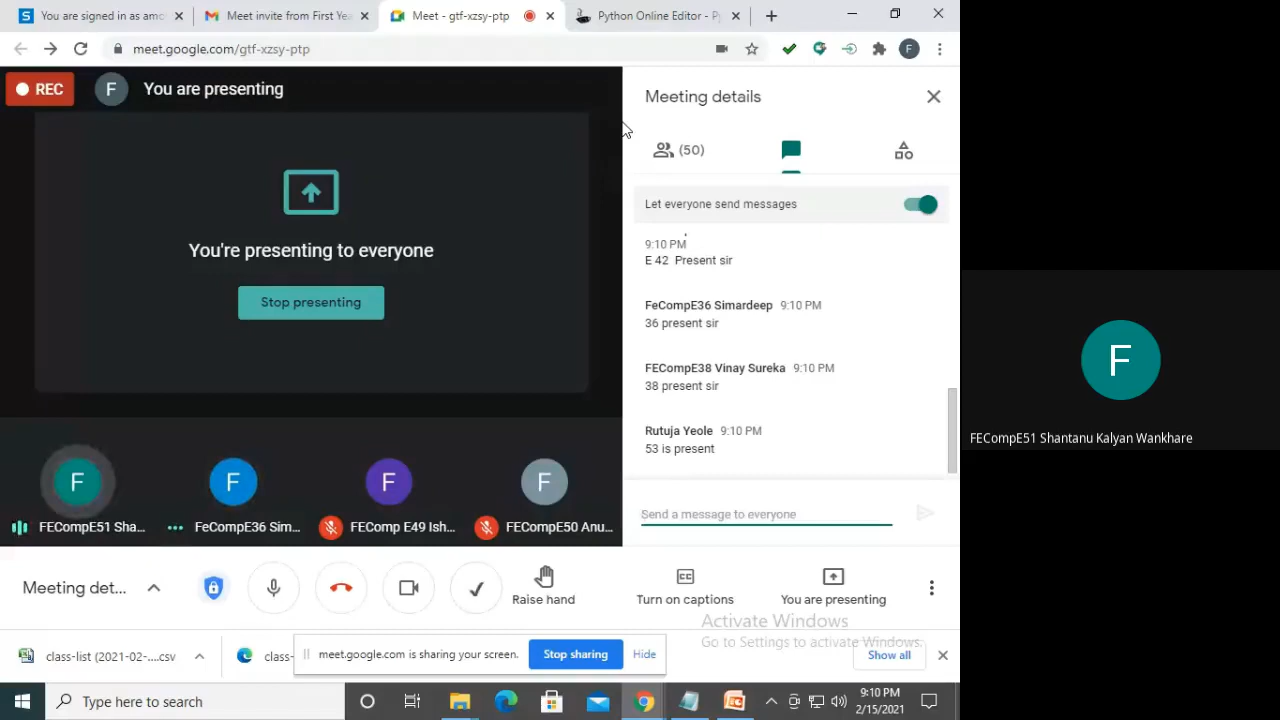 You are signed in as amc
Meet invite from First Yea
Meet - gtf-xzsy-ptp
Python Online Editor - Py
meet.google.com/gtf-xzsy-ptp
F
REC
F
You are presenting
You're presenting to everyone
Stop presenting
Meeting details
(50)
Let everyone send messages
9:10 PM
E 42 Present sir
FeCompE36 Simardeep 9:10 PM
36 present sir
FECompE38 Vinay Sureka 9:10 PM
38 present sir
Rutuja Yeole 9:10 PM
53 is present
Send a message to everyone
F
FECompE51 Sha...
F
FeCompE36 Sim...
F
FEComp E49 Ish...
F
FECompE50 Anu...
F
FECompE51 Shantanu Kalyan Wankhare
Meeting det...
Raise hand
Turn on captions
You are presenting
Activate Windows
Go to Settings to activate Windows.
class-list (2021-02-....csv
class-
meet.google.com is sharing your screen.
Stop sharing
Hide
Show all
Type here to search
9:10 PM
2/15/2021